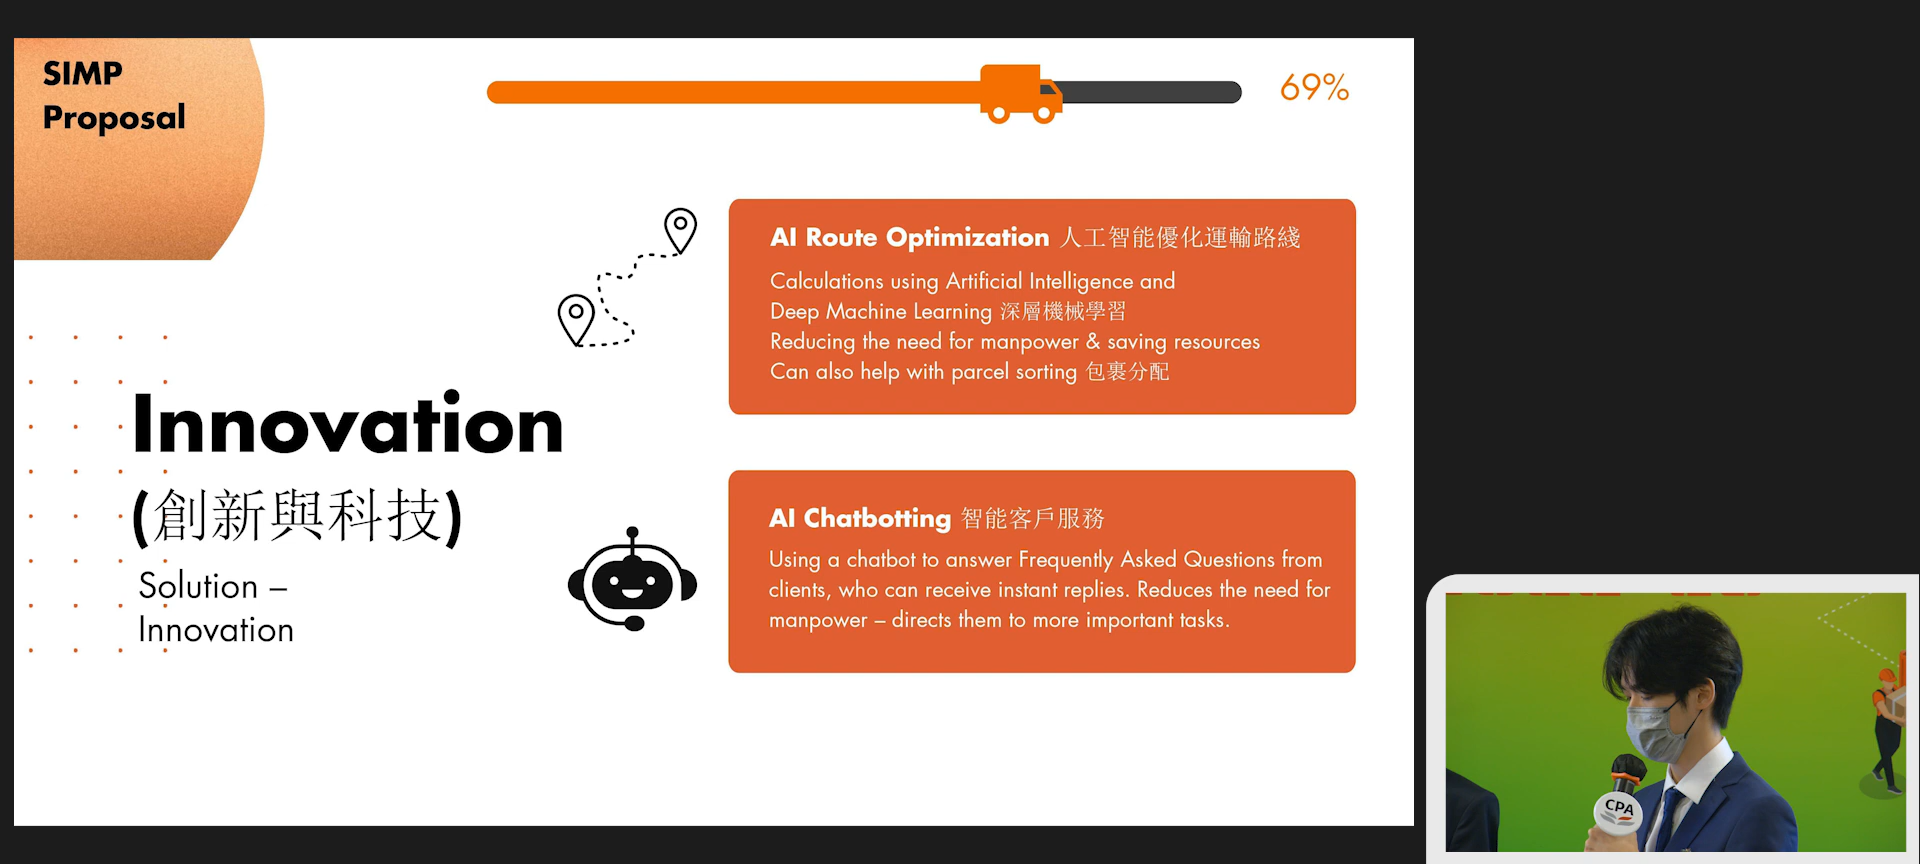 SIMP
Proposal
69%
AI Route Optimization 人工智能優化運輸路綫
Calculations using Artificial Intelligence and
Deep Machine Learning 深層機械學習
Reducing the need for manpower & saving resources
Can also help with parcel sorting 包裹分配
Innovation
(創新與科技)
Solution –
Innovation
AI Chatbotting 智能客戶服務
Using a chatbot to answer Frequently Asked Questions from
clients, who can receive instant replies. Reduces the need for
manpower – directs them to more important tasks.
CPA